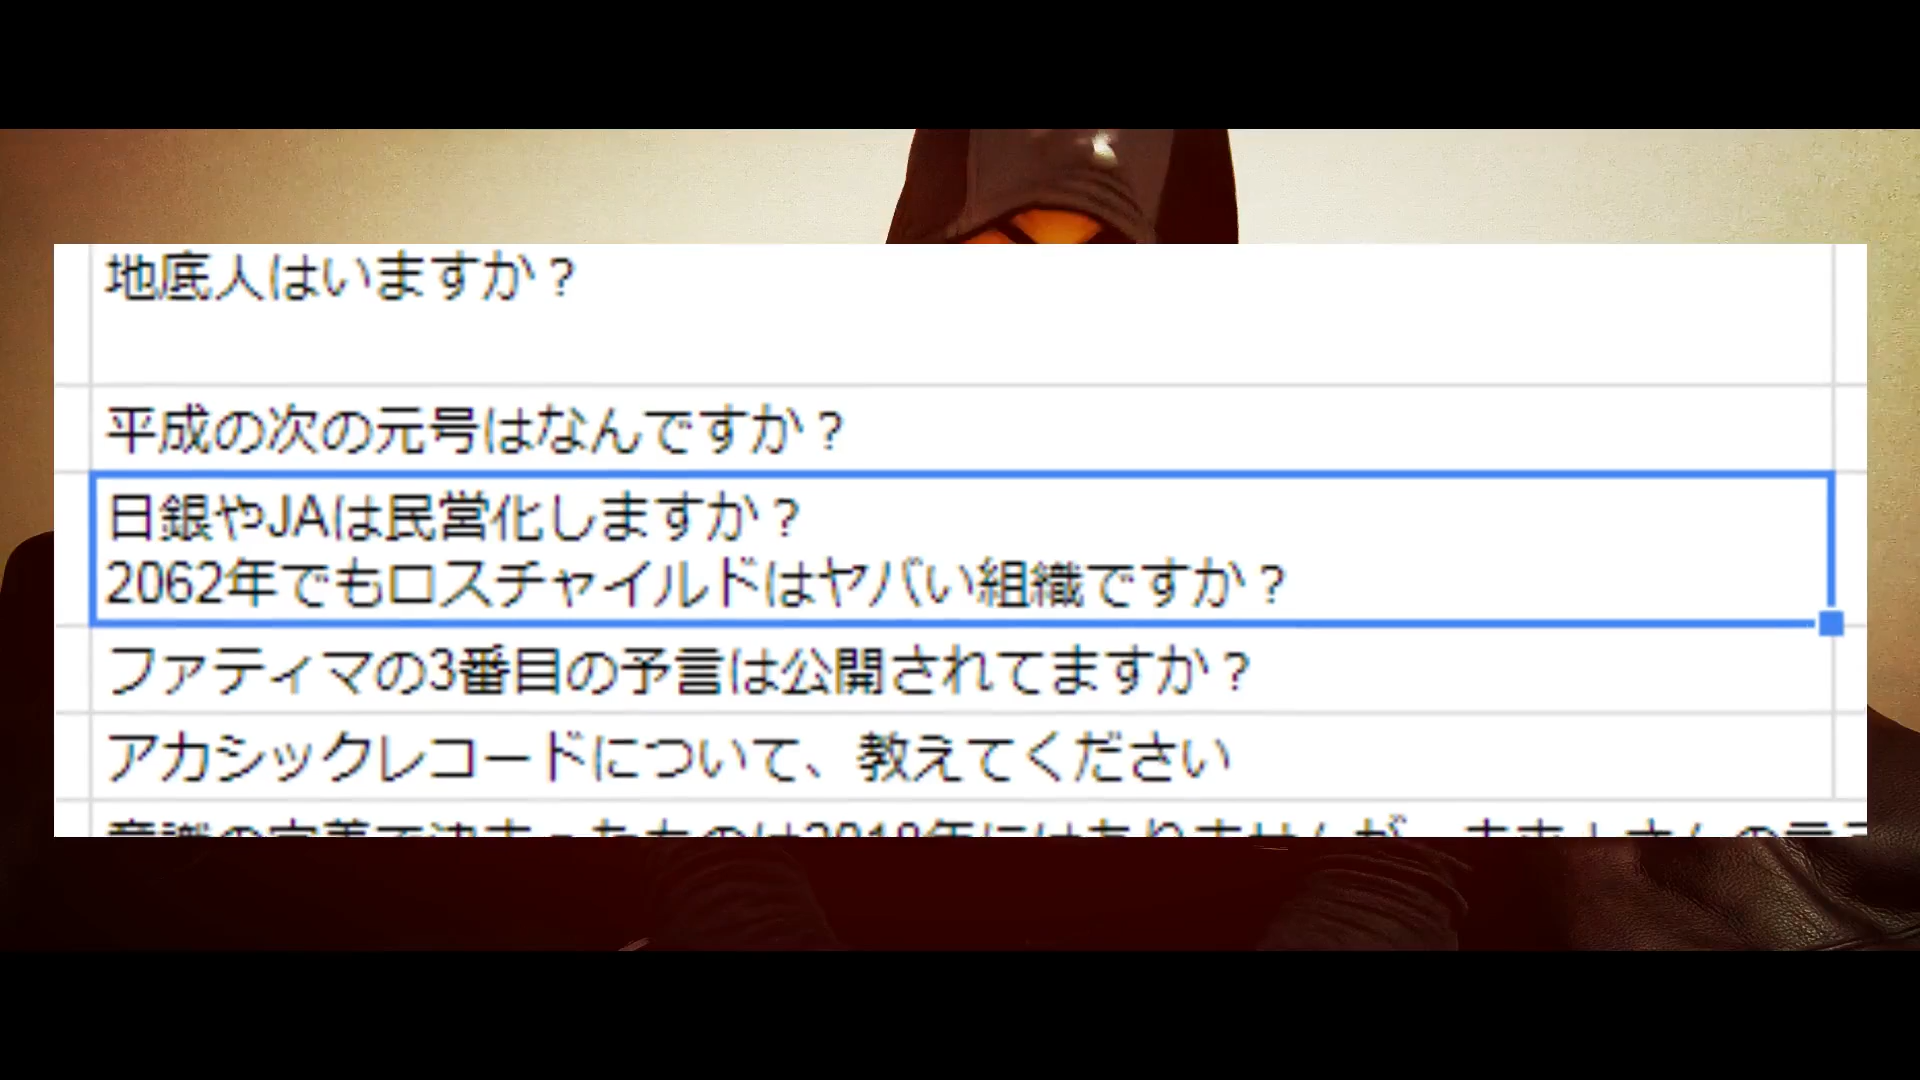 地底人はいますか？
平成の次の元号はなんですか？
日銀やJAは民営化しますか？
2062年でもロスチャイルドはヤバい組織ですか？
ファティマの3番目の予言は公開されてますか？
アカシックレコードについて、教えてください